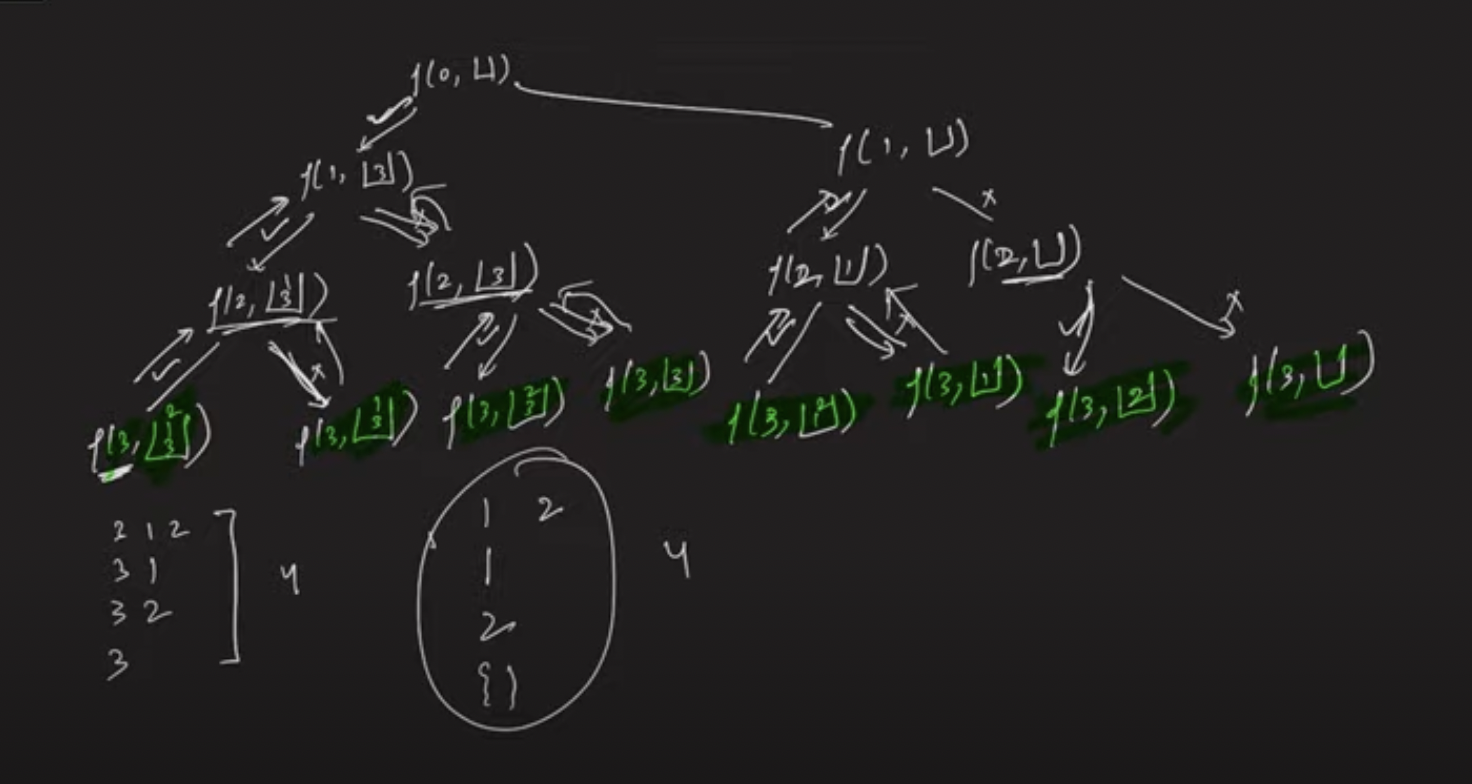 f(0, ⊔)
f(1, ⊔)
f(1, |3|)
f(2, |⅓|)
f(2, |3|)
f(2, |1|)
f(2, ⊔)
f(3, |2 1 3|)
f(3, |1 3|)
f(3, |2 3|)
f(3, |3|)
f(3, |2 1|)
f(3, |1|)
f(3, |2|)
f(3, ⊔)
3 1 2
3 1
3 2
3
] 4
1 2
1
2
{}
4